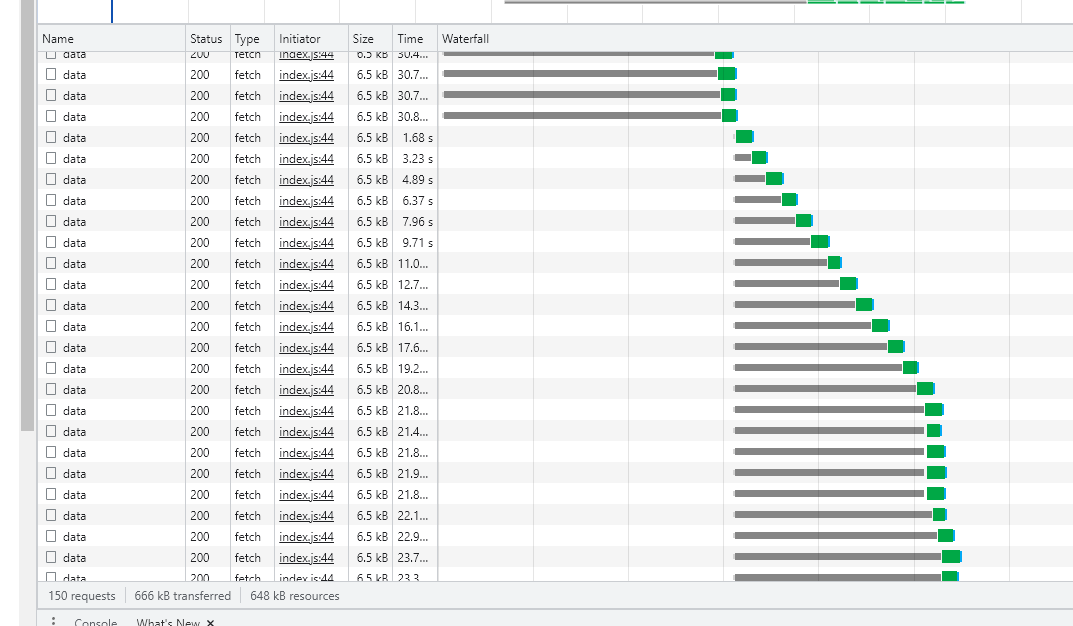 Name Status Type Initiator Size Time Waterfall
data 200 fetch index.js:44 6.5 kB 30.4...
data 200 fetch index.js:44 6.5 kB 30.7...
data 200 fetch index.js:44 6.5 kB 30.7...
data 200 fetch index.js:44 6.5 kB 30.8...
data 200 fetch index.js:44 6.5 kB 1.68 s
data 200 fetch index.js:44 6.5 kB 3.23 s
data 200 fetch index.js:44 6.5 kB 4.89 s
data 200 fetch index.js:44 6.5 kB 6.37 s
data 200 fetch index.js:44 6.5 kB 7.96 s
data 200 fetch index.js:44 6.5 kB 9.71 s
data 200 fetch index.js:44 6.5 kB 11.0...
data 200 fetch index.js:44 6.5 kB 12.7...
data 200 fetch index.js:44 6.5 kB 14.3...
data 200 fetch index.js:44 6.5 kB 16.1...
data 200 fetch index.js:44 6.5 kB 17.6...
data 200 fetch index.js:44 6.5 kB 19.2...
data 200 fetch index.js:44 6.5 kB 20.8...
data 200 fetch index.js:44 6.5 kB 21.8...
data 200 fetch index.js:44 6.5 kB 21.4...
data 200 fetch index.js:44 6.5 kB 21.8...
data 200 fetch index.js:44 6.5 kB 21.9...
data 200 fetch index.js:44 6.5 kB 21.8...
data 200 fetch index.js:44 6.5 kB 22.1...
data 200 fetch index.js:44 6.5 kB 22.9...
data 200 fetch index.js:44 6.5 kB 23.7...
data 200 fetch index.js:44 6.5 kB 23.3
150 requests 666 kB transferred 648 kB resources
Console What's New ×